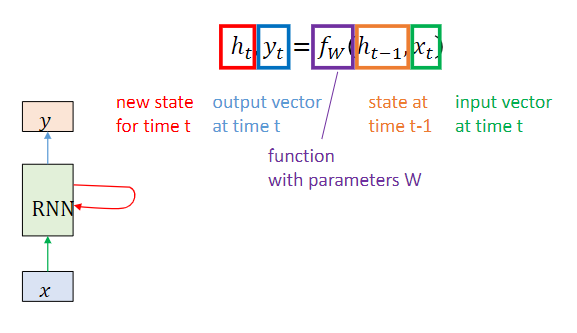 h_t, y_t = f_W(h_{t-1}, x_t)
new state
for time t
output vector
at time t
state at
time t-1
input vector
at time t
function
with parameters W
y
RNN
x